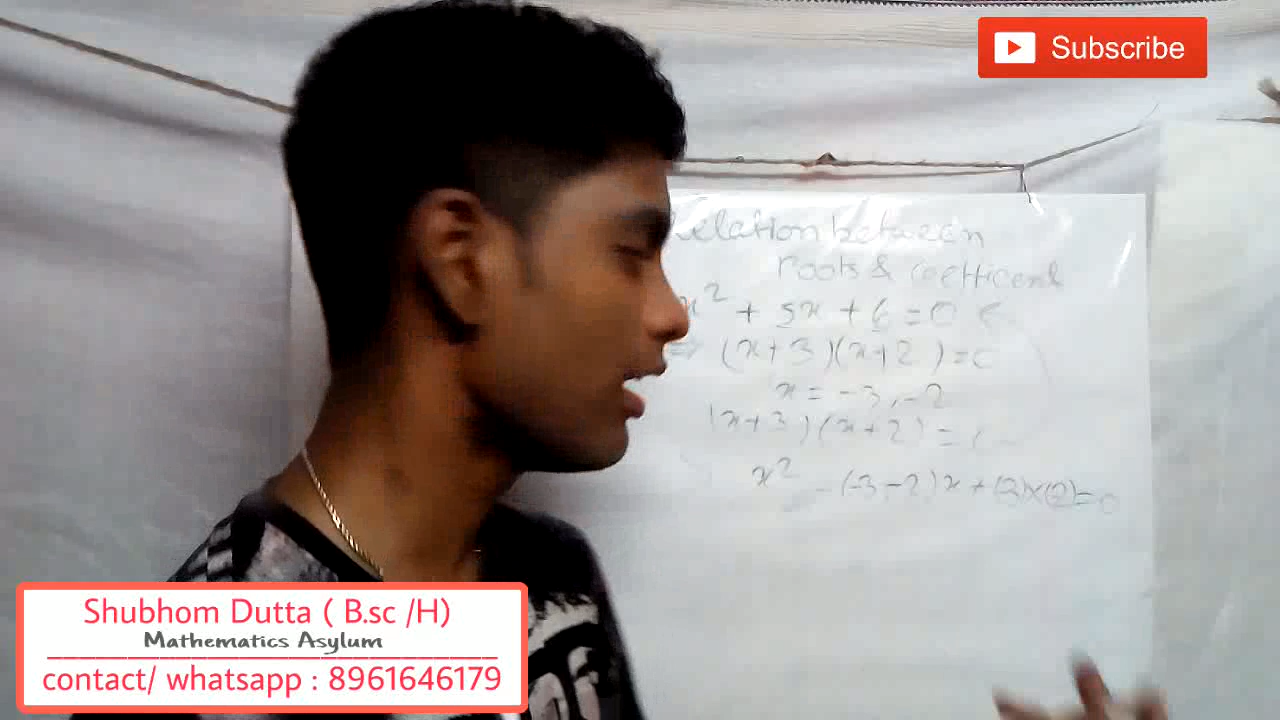 Subscribe
Relation between
roots & coefficient
x² + 5x + 6 = 0
⇒ (x+3)(x+2) = 0
x = -3, -2
(x+3)(x+2) =
x² - (-3-2)x + (3)×(2) = 0
Shubhom Dutta ( B.sc /H)
Mathematics Asylum
contact/ whatsapp : 8961646179